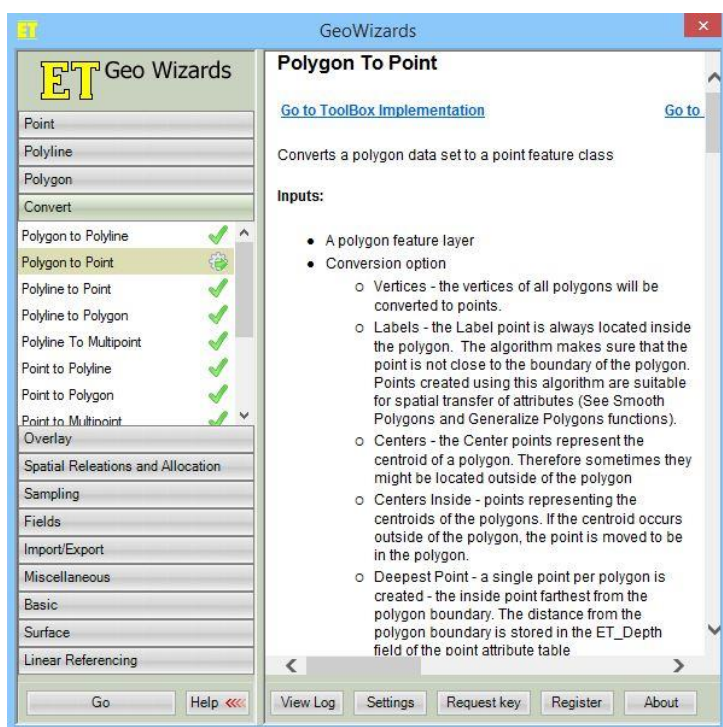 ET
GeoWizards
ET Geo Wizards
Point
Polyline
Polygon
Convert
Polygon to Polyline
Polygon to Point
Polyline to Point
Polyline to Polygon
Polyline To Multipoint
Point to Polyline
Point to Polygon
Point to Multipoint
Overlay
Spatial Releations and Allocation
Sampling
Fields
Import/Export
Miscellaneous
Basic
Surface
Linear Referencing
Go
Help
Polygon To Point
Go to ToolBox Implementation
Go to
Converts a polygon data set to a point feature class
Inputs:
A polygon feature layer
Conversion option
Vertices - the vertices of all polygons will be
converted to points.
Labels - the Label point is always located inside
the polygon. The algorithm makes sure that the
point is not close to the boundary of the polygon.
Points created using this algorithm are suitable
for spatial transfer of attributes (See Smooth
Polygons and Generalize Polygons functions).
Centers - the Center points represent the
centroid of a polygon. Therefore sometimes they
might be located outside of the polygon
Centers Inside - points representing the
centroids of the polygons. If the centroid occurs
outside of the polygon, the point is moved to be
in the polygon.
Deepest Point - a single point per polygon is
created - the inside point farthest from the
polygon boundary. The distance from the
polygon boundary is stored in the ET_Depth
field of the point attribute table
View Log
Settings
Request key
Register
About